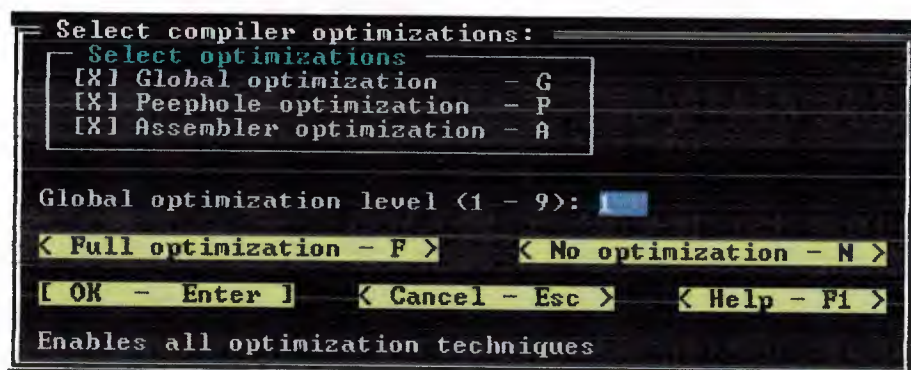 Select compiler optimizations:
Select optimizations
[X] Global optimization - G
[X] Peephole optimization - P
[X] Assembler optimization - A
Global optimization level (1 - 9): 1
< Full optimization - F > < No optimization - N >
[ OK - Enter ] < Cancel - Esc > < Help - F1 >
Enables all optimization techniques